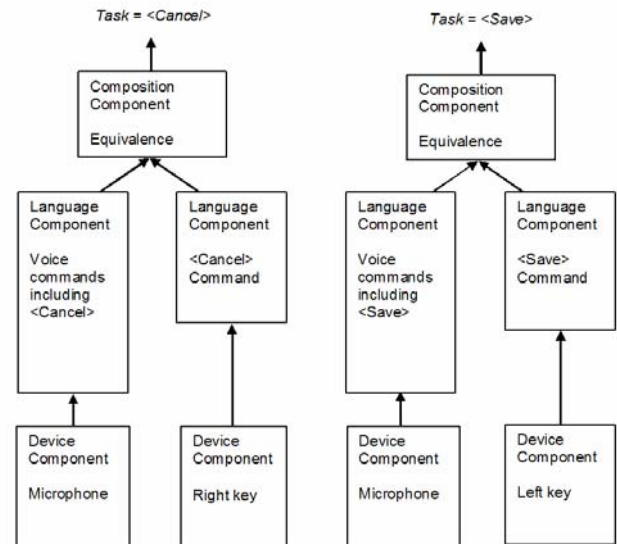 Task = <Cancel>
Composition
Component
Equivalence
Language
Component
Voice
commands
including
<Cancel>
Language
Component
<Cancel>
Command
Device
Component
Microphone
Device
Component
Right key
Task = <Save>
Composition
Component
Equivalence
Language
Component
Voice
commands
including
<Save>
Language
Component
<Save>
Command
Device
Component
Microphone
Device
Component
Left key